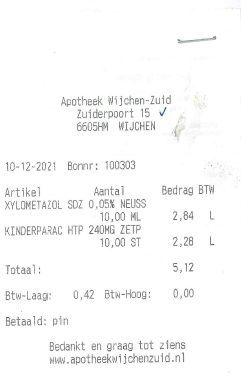 Apotheek Wijchen-Zuid
Zuiderpoort 15
6605HM WIJCHEN
10-12-2021 Bonnr: 100303
Artikel Aantal Bedrag BTW
XYLOMETAZOL SDZ 0,05% NEUSS
10,00 ML 2,84 L
KINDERPARAC HTP 240MG ZETP
10,00 ST 2,28 L
Totaal: 5,12
Btw-Laag: 0,42 Btw-Hoog: 0,00
Betaald: pin
Bedankt en graag tot ziens
www.apotheekwijchenzuid.nl